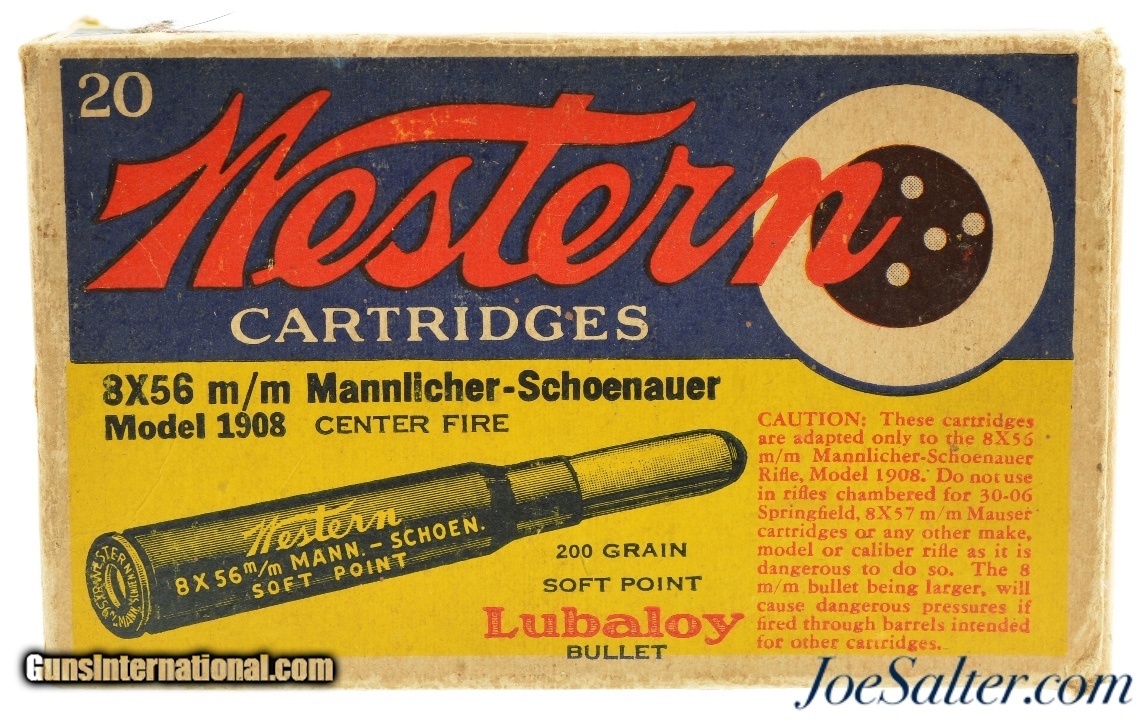 20
Western
CARTRIDGES
8X56 m/m Mannlicher-Schoenauer
Model 1908 CENTER FIRE
CAUTION: These cartridges
are adapted only to the 8X56
m/m Mannlicher-Schoenauer
Rifle, Model 1908. Do not use
in rifles chambered for 30-06
Springfield, 8X57 m/m Mauser
cartridges or any other make,
model or caliber rifle as it is
dangerous to do so. The 8
m/m bullet being larger, will
cause dangerous pressures if
fired through barrels intended
for other cartridges.
Western
8X56 m/m MANN.-SCHOEN.
SOFT POINT
WESTERN
200 GRAIN
SOFT POINT
Lubaloy
BULLET
GunsInternational.com
JoeSalter.com